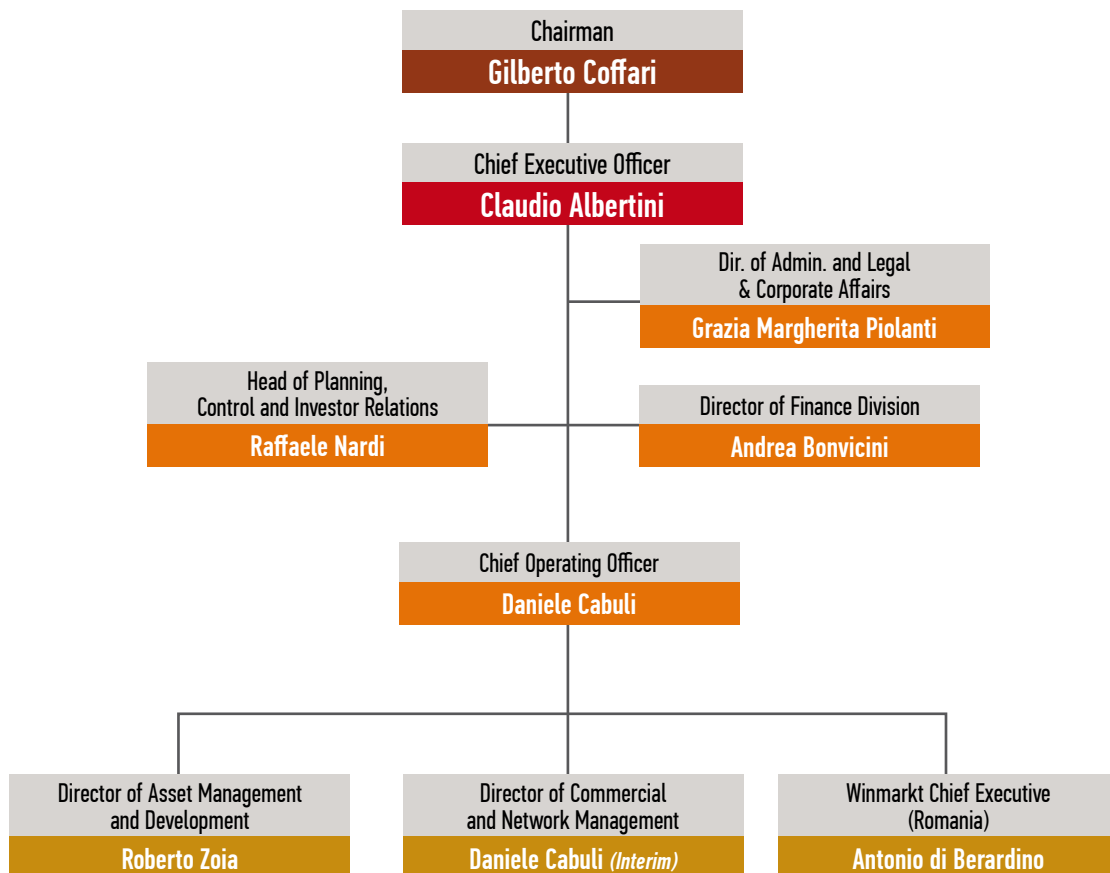 Chairman
Gilberto Coffari
Chief Executive Officer
Claudio Albertini
Dir. of Admin. and Legal
& Corporate Affairs
Grazia Margherita Piolanti
Head of Planning,
Control and Investor Relations
Raffaele Nardi
Director of Finance Division
Andrea Bonvicini
Chief Operating Officer
Daniele Cabuli
Director of Asset Management
and Development
Roberto Zoia
Director of Commercial
and Network Management
Daniele Cabuli (Interim)
Winmarkt Chief Executive
(Romania)
Antonio di Berardino